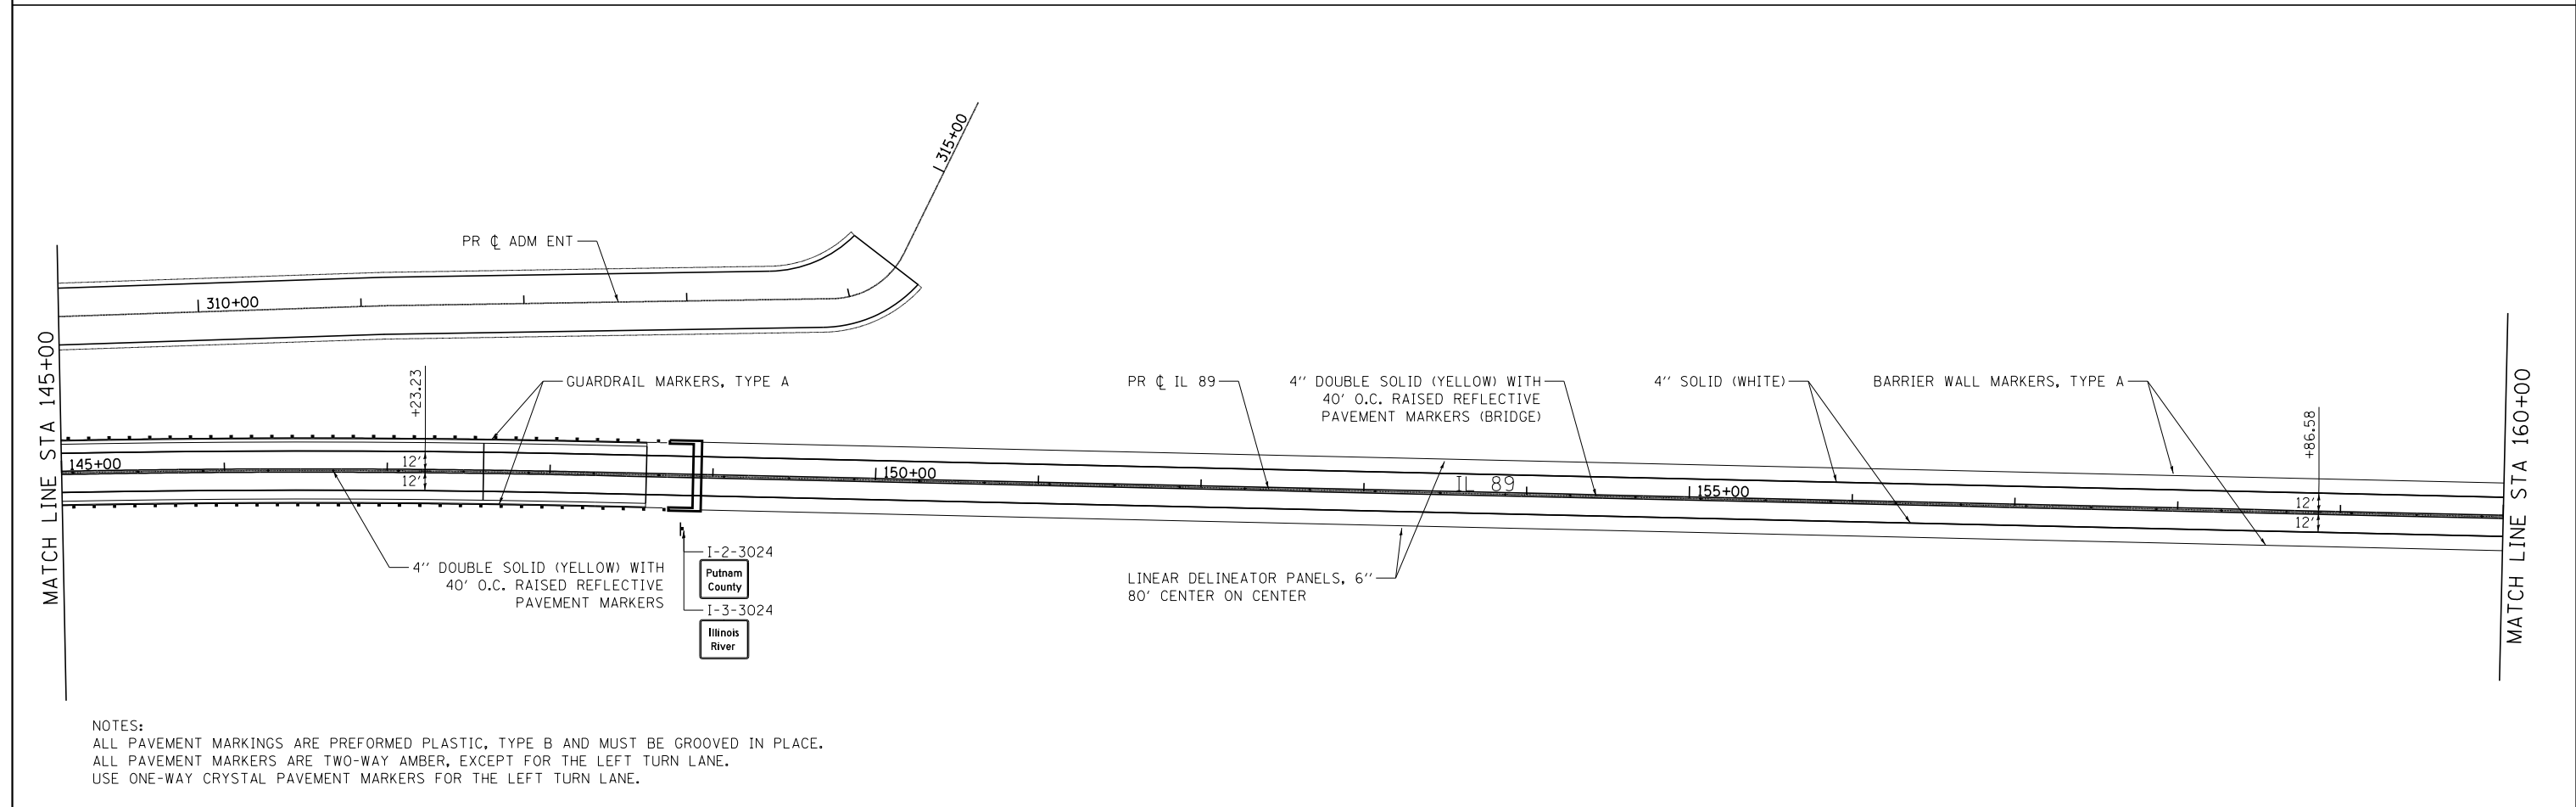 315+00
PR ℄ ADM ENT
310+00
MATCH LINE STA 145+00
+23.23
GUARDRAIL MARKERS, TYPE A
PR ℄ IL 89
4'' DOUBLE SOLID (YELLOW) WITH
40' O.C. RAISED REFLECTIVE
PAVEMENT MARKERS (BRIDGE)
4'' SOLID (WHITE)
BARRIER WALL MARKERS, TYPE A
+86.58
MATCH LINE STA 160+00
145+00
12'
12'
150+00
IL 89
155+00
12'
12'
4'' DOUBLE SOLID (YELLOW) WITH
40' O.C. RAISED REFLECTIVE
PAVEMENT MARKERS
I-2-3024
Putnam
County
I-3-3024
Illinois
River
LINEAR DELINEATOR PANELS, 6''
80' CENTER ON CENTER
NOTES:
ALL PAVEMENT MARKINGS ARE PREFORMED PLASTIC, TYPE B AND MUST BE GROOVED IN PLACE.
ALL PAVEMENT MARKERS ARE TWO-WAY AMBER, EXCEPT FOR THE LEFT TURN LANE.
USE ONE-WAY CRYSTAL PAVEMENT MARKERS FOR THE LEFT TURN LANE.